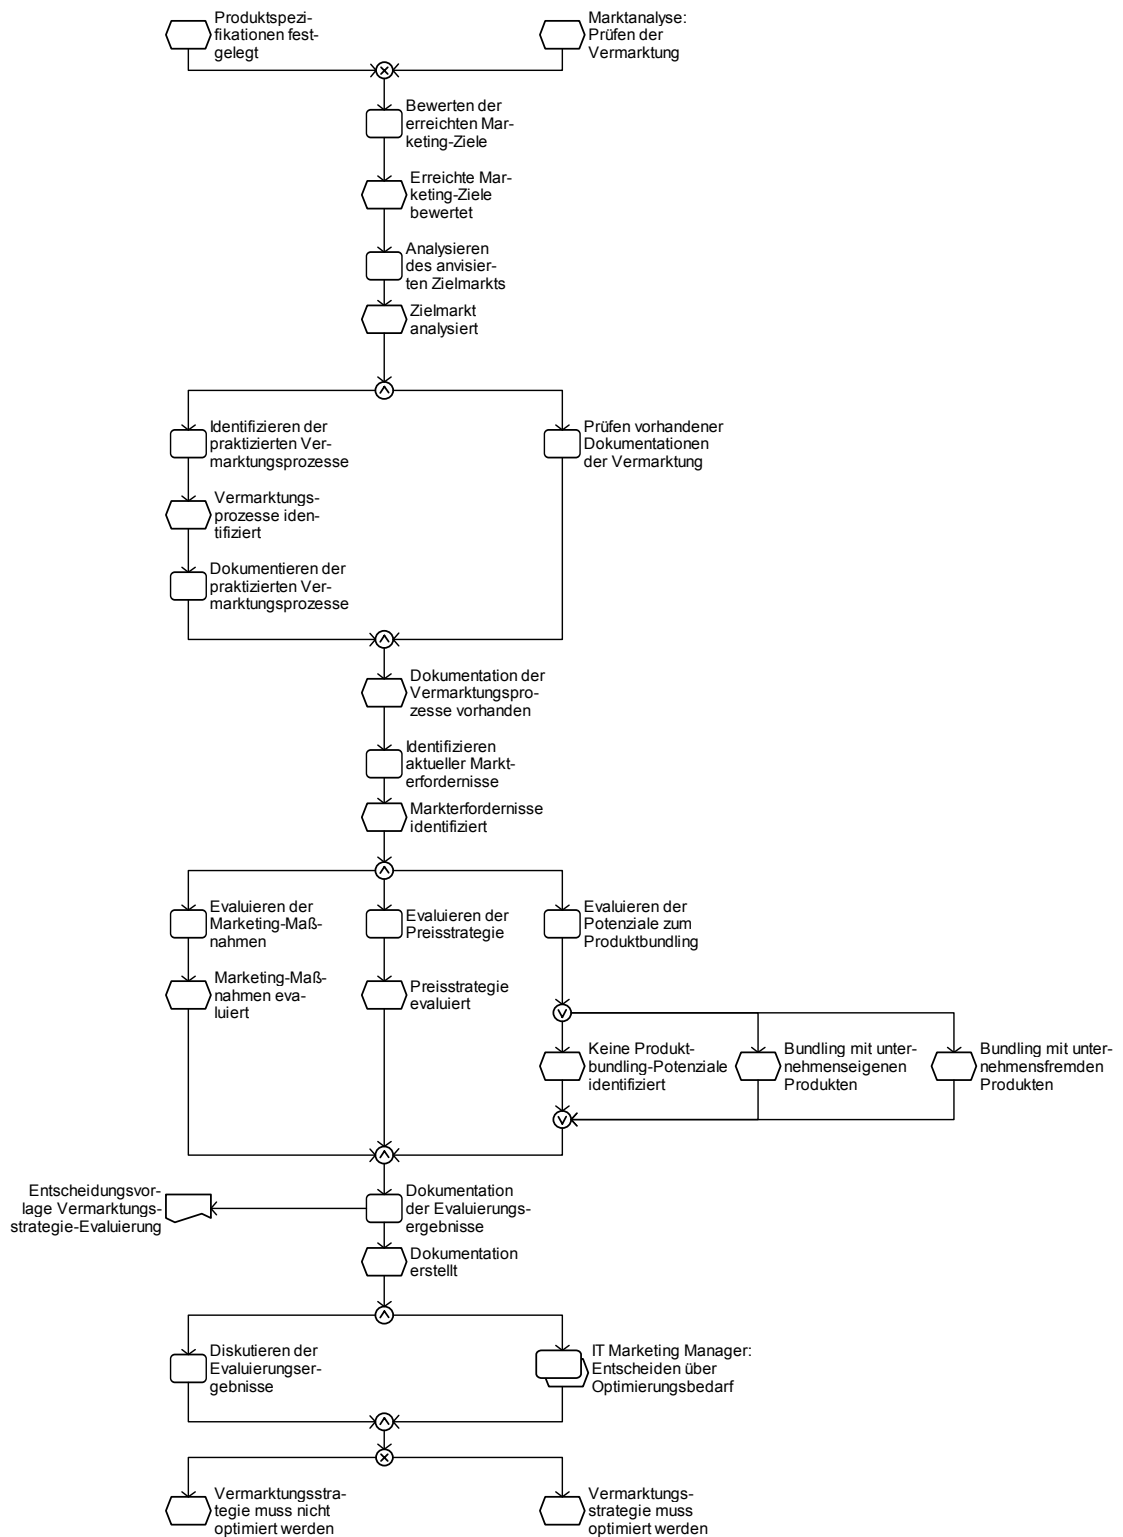 Produktspezi-
fikationen fest-
gelegt
Marktanalyse:
Prüfen der
Vermarktung
Bewerten der
erreichten Mar-
keting-Ziele
Erreichte Mar-
keting-Ziele
bewertet
Analysieren
des anvisier-
ten Zielmarkts
Zielmarkt
analysiert
Identifizieren der
praktizierten Ver-
marktungsprozesse
Prüfen vorhandener
Dokumentationen
der Vermarktung
Vermarktungs-
prozesse iden-
tifiziert
Dokumentieren der
praktizierten Ver-
marktungsprozesse
Dokumentation der
Vermarktungspro-
zesse vorhanden
Identifizieren
aktueller Markt-
erfordernisse
Markterfordernisse
identifiziert
Evaluieren der
Marketing-Maß-
nahmen
Evaluieren der
Preisstrategie
Evaluieren der
Potenziale zum
Produktbundling
Marketing-Maß-
nahmen eva-
luiert
Preisstrategie
evaluiert
Keine Produkt-
bundling-Potenziale
identifiziert
Bundling mit unter-
nehmenseigenen
Produkten
Bundling mit unter-
nehmensfremden
Produkten
Entscheidungsvor-
lage Vermarktungs-
strategie-Evaluierung
Dokumentation
der Evaluierungs-
ergebnisse
Dokumentation
erstellt
Diskutieren der
Evaluierungser-
gebnisse
IT Marketing Manager:
Entscheiden über
Optimierungsbedarf
Vermarktungsstra-
tegie muss nicht
optimiert werden
Vermarktungs-
strategie muss
optimiert werden